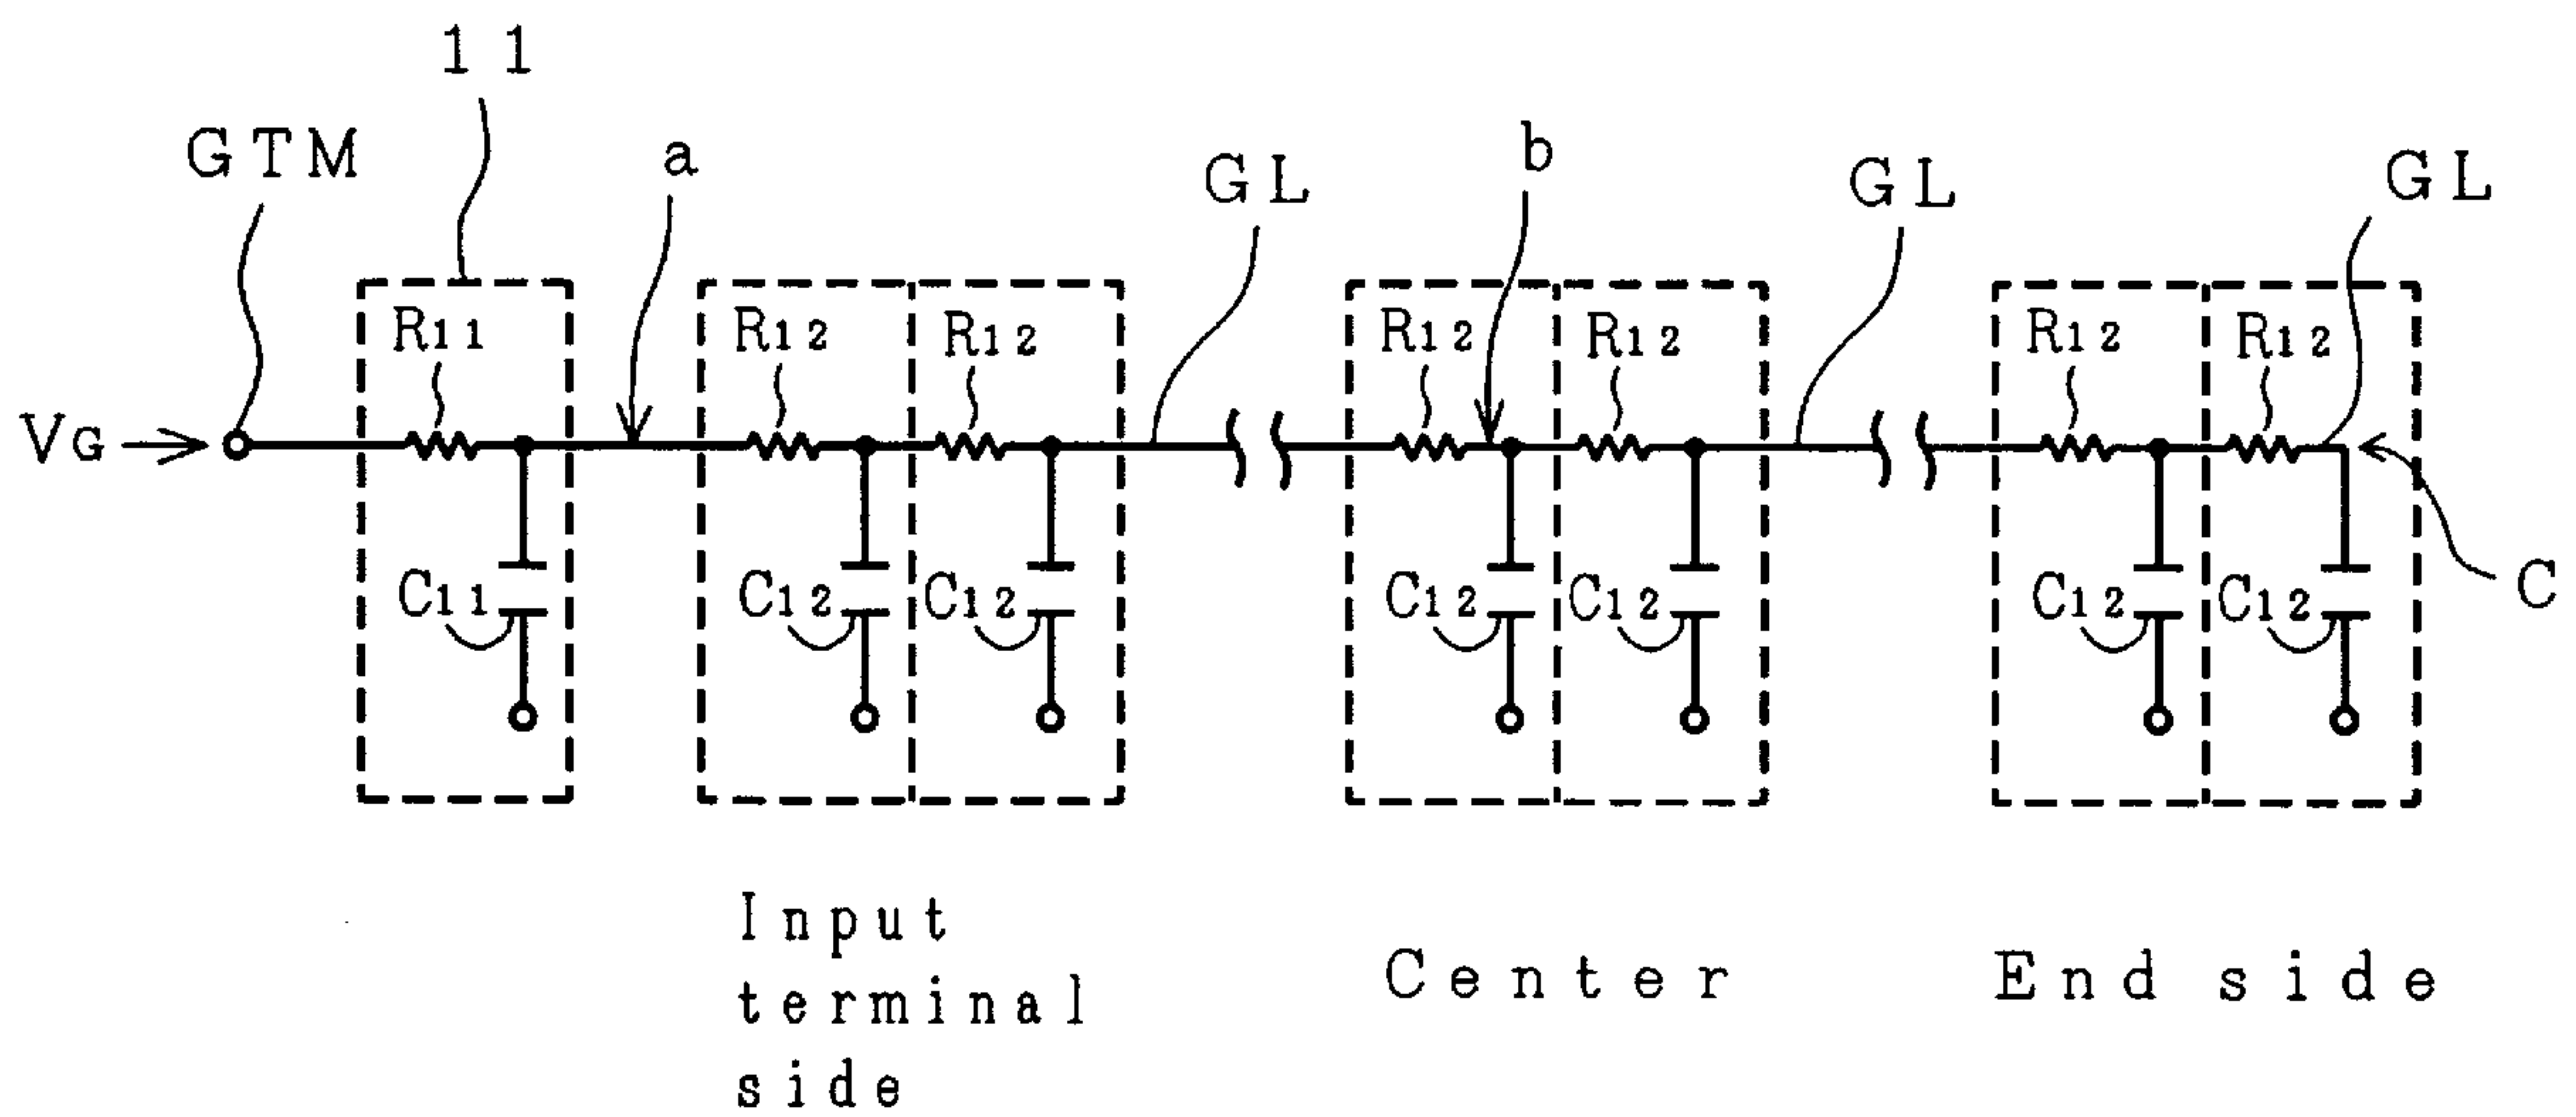 11
GTM
a
GL
b
GL
GL
R11
R12
R12
R12
R12
R12
R12
VG
C11
C12
C12
C12
C12
C12
C12
C
Input
terminal
side
Center
End side